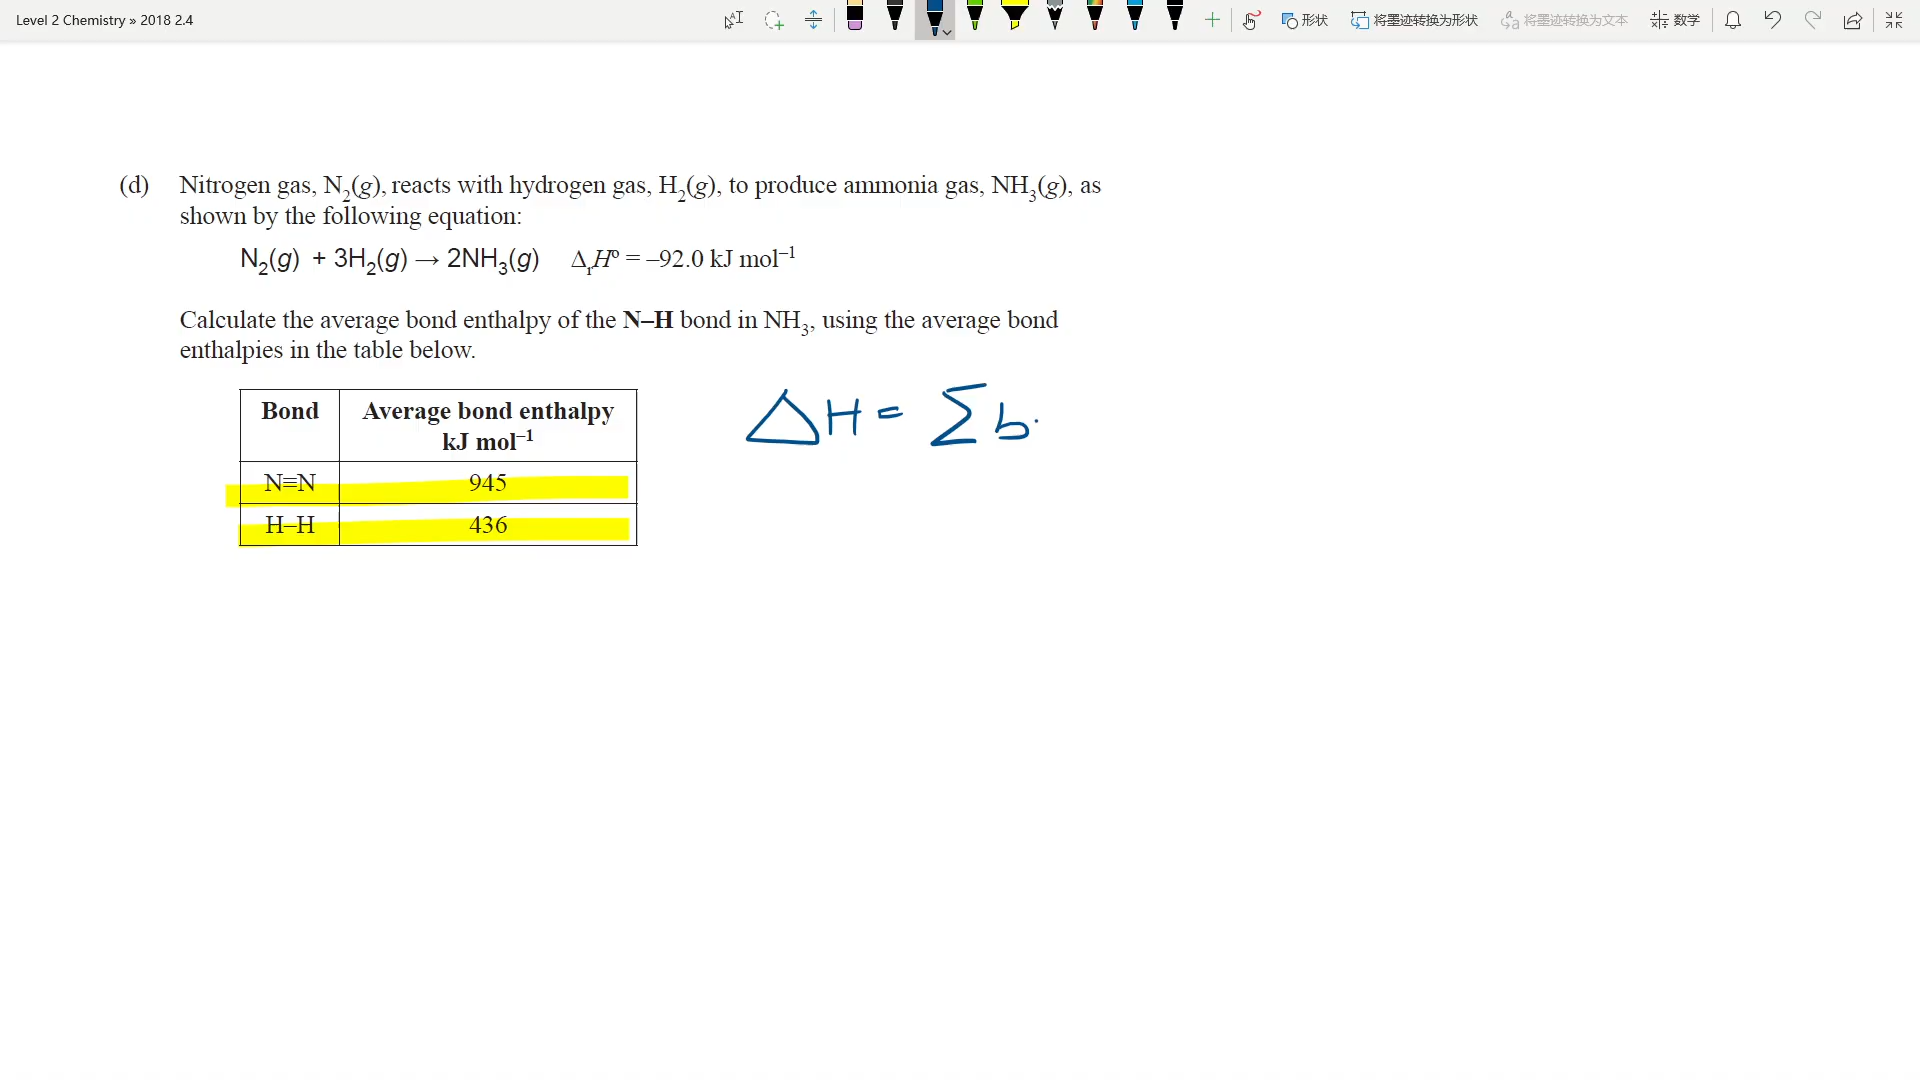 Level 2 Chemistry » 2018 2.4
形状
将墨迹转换为形状
将墨迹转换为文本
数学
(d) Nitrogen gas, N₂(g), reacts with hydrogen gas, H₂(g), to produce ammonia gas, NH₃(g), as
shown by the following equation:
N₂(g) + 3H₂(g) → 2NH₃(g) ΔᵣHº = –92.0 kJ mol⁻¹
Calculate the average bond enthalpy of the N–H bond in NH₃, using the average bond
enthalpies in the table below.
Bond Average bond enthalpy
kJ mol⁻¹
N≡N 945
H–H 436
ΔH = Σ b.